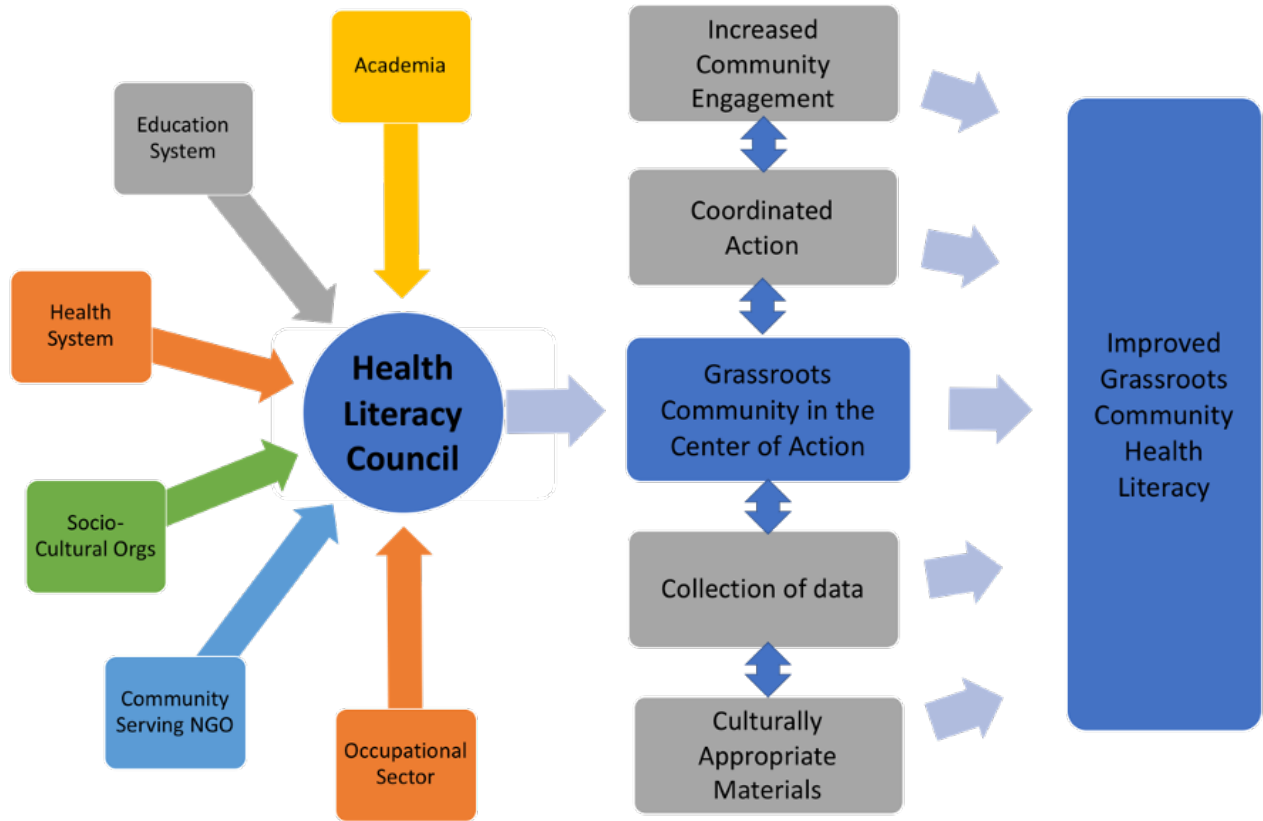 Academia
Education
System
Health
System
Socio-
Cultural Orgs
Community
Serving NGO
Occupational
Sector
Health
Literacy
Council
Increased
Community
Engagement
Coordinated
Action
Grassroots
Community in the
Center of Action
Collection of data
Culturally
Appropriate
Materials
Improved
Grassroots
Community
Health
Literacy